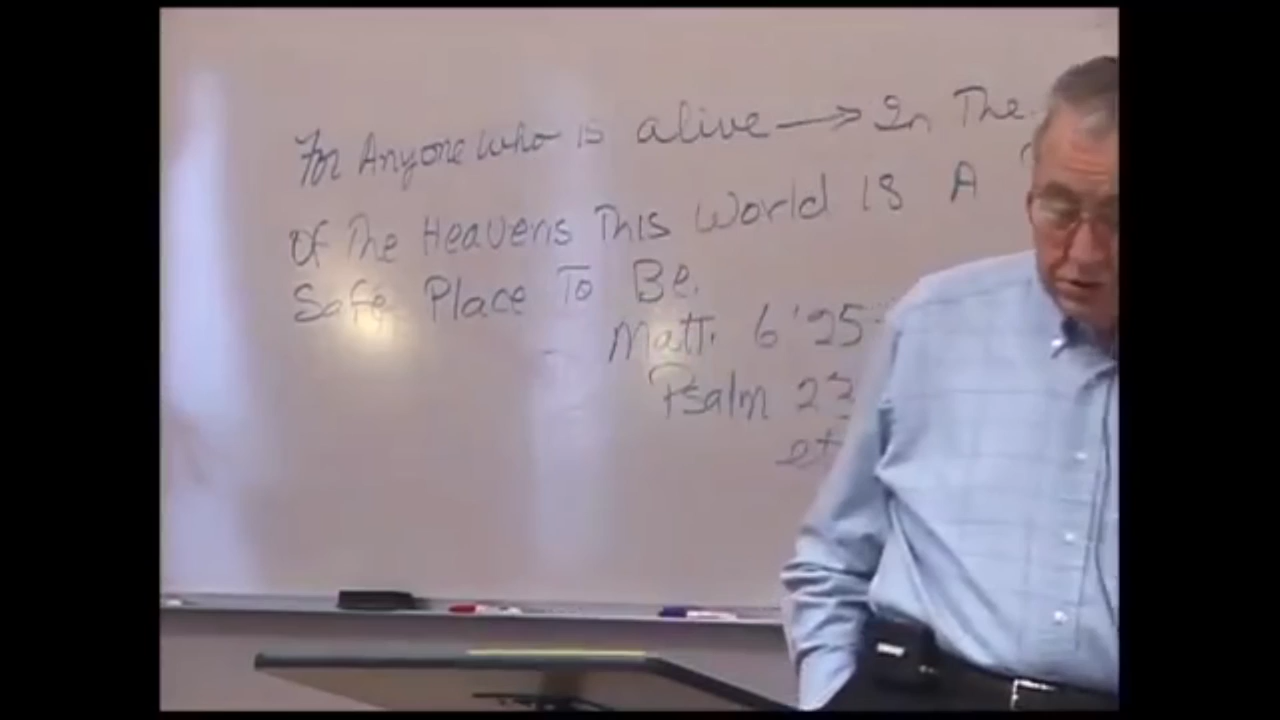 For Anyone who is alive → In The
of The Heavens This World Is A
Safe Place To Be.
Matt. 6:25
Psalm 23